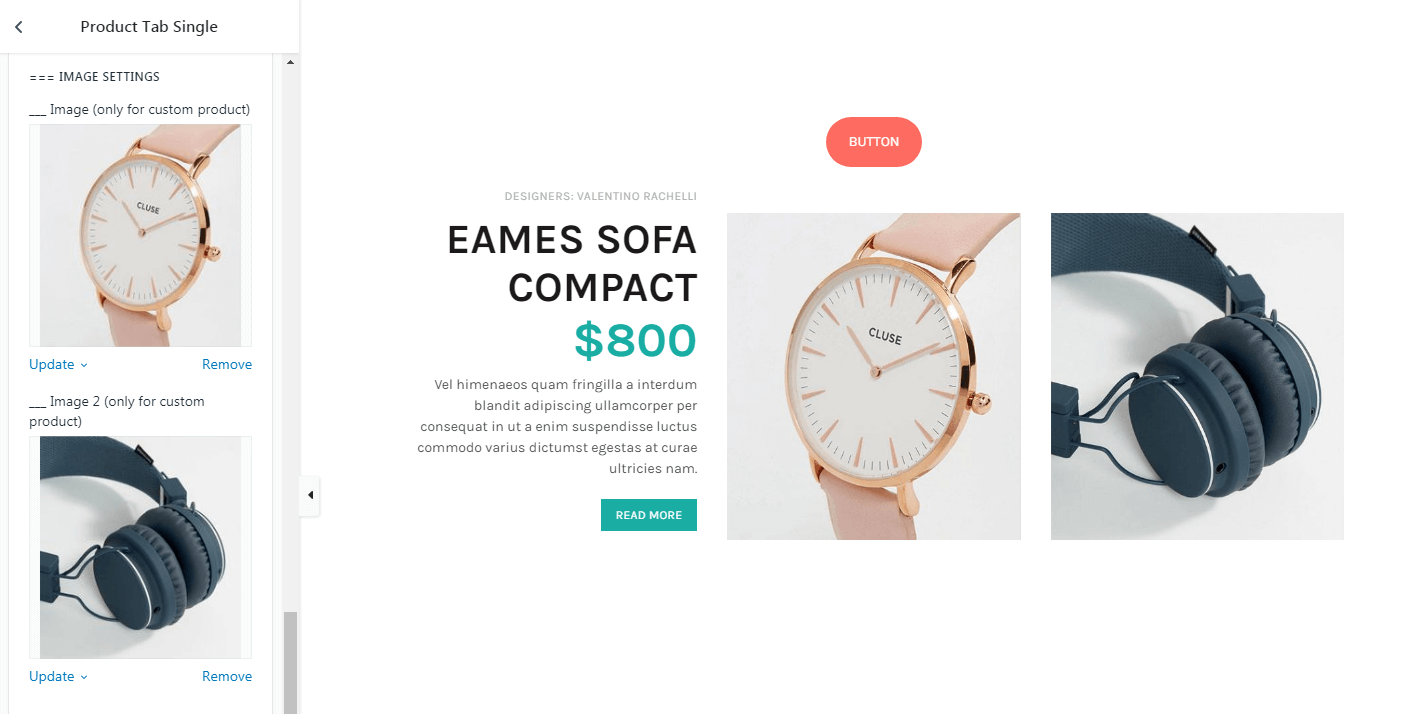 Product Tab Single
=== IMAGE SETTINGS
___ Image (only for custom product)
CLUSE
Update
Remove
___ Image 2 (only for custom
product)
Update
Remove
BUTTON
DESIGNERS: VALENTINO RACHELLI
EAMES SOFA
COMPACT
$800
Vel himenaeos quam fringilla a interdum
blandit adipiscing ullamcorper per
consequat in ut a enim suspendisse luctus
commodo varius dictumst egestas at curae
ultricies nam.
READ MORE
CLUSE